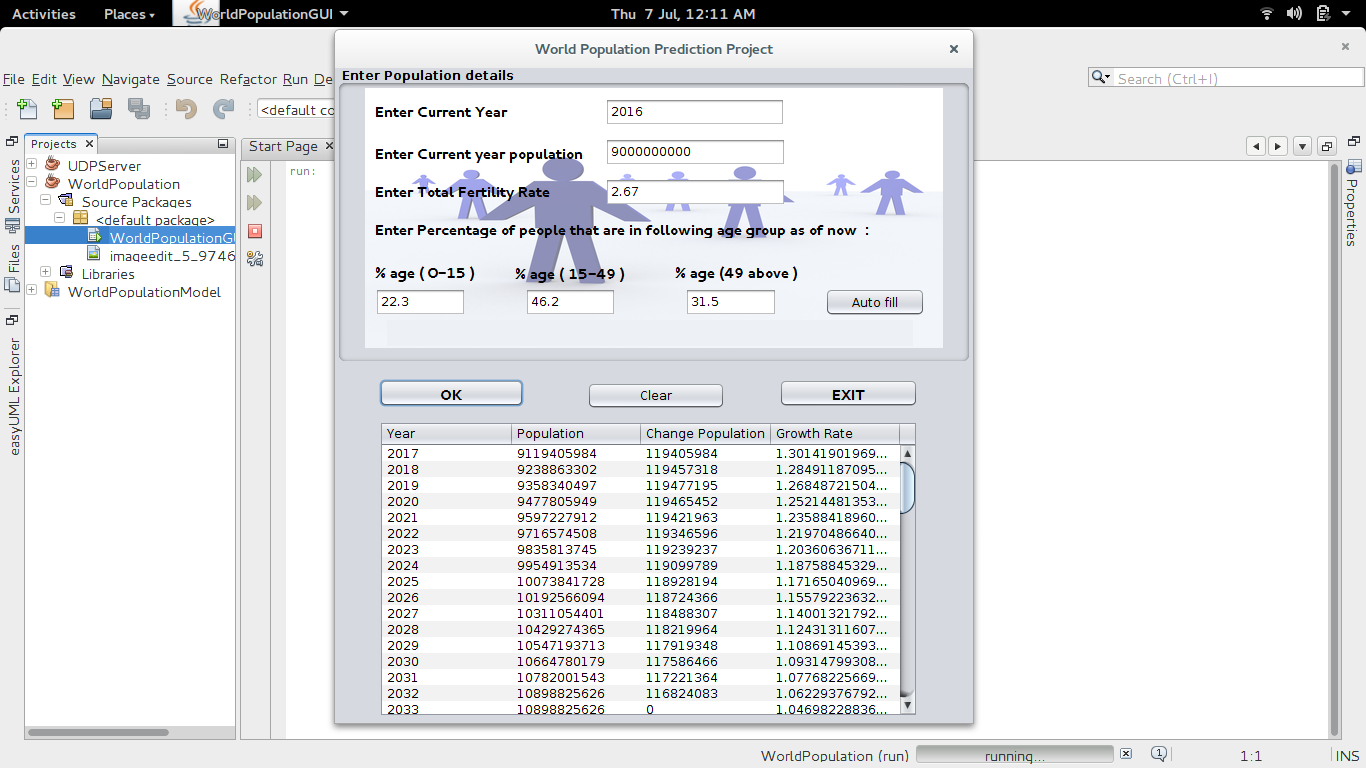 Activities Places WorldPopulationGUI Thu 7 Jul, 12:11 AM
World Population Prediction Project
File Edit View Navigate Source Refactor Run De
Search (Ctrl+I)
<default co
Projects
Start Page
Services
Files
easyUML Explorer
Properties
UDPServer
WorldPopulation
Source Packages
<default package>
WorldPopulationGU
imageedit_5_9746
Libraries
WorldPopulationModel
run:
Enter Population details
Enter Current Year 2016
Enter Current year population 9000000000
Enter Total Fertility Rate 2.67
Enter Percentage of people that are in following age group as of now :
% age ( 0-15 ) % age ( 15-49 ) % age (49 above )
22.3 46.2 31.5 Auto fill
OK Clear EXIT
Year Population Change Population Growth Rate
2017 9119405984 119405984 1.30141901969...
2018 9238863302 119457318 1.28491187095...
2019 9358340497 119477195 1.26848721504...
2020 9477805949 119465452 1.25214481353...
2021 9597227912 119421963 1.23588418960...
2022 9716574508 119346596 1.21970486640...
2023 9835813745 119239237 1.20360636711...
2024 9954913534 119099789 1.18758845329...
2025 10073841728 118928194 1.17165040969...
2026 10192566094 118724366 1.15579223632...
2027 10311054401 118488307 1.14001321792...
2028 10429274365 118219964 1.12431311607...
2029 10547193713 117919348 1.10869145393...
2030 10664780179 117586466 1.09314799308...
2031 10782001543 117221364 1.07768225669...
2032 10898825626 116824083 1.06229376792...
2033 10898825626 0 1.04698228836...
WorldPopulation (run) running... 1:1 INS